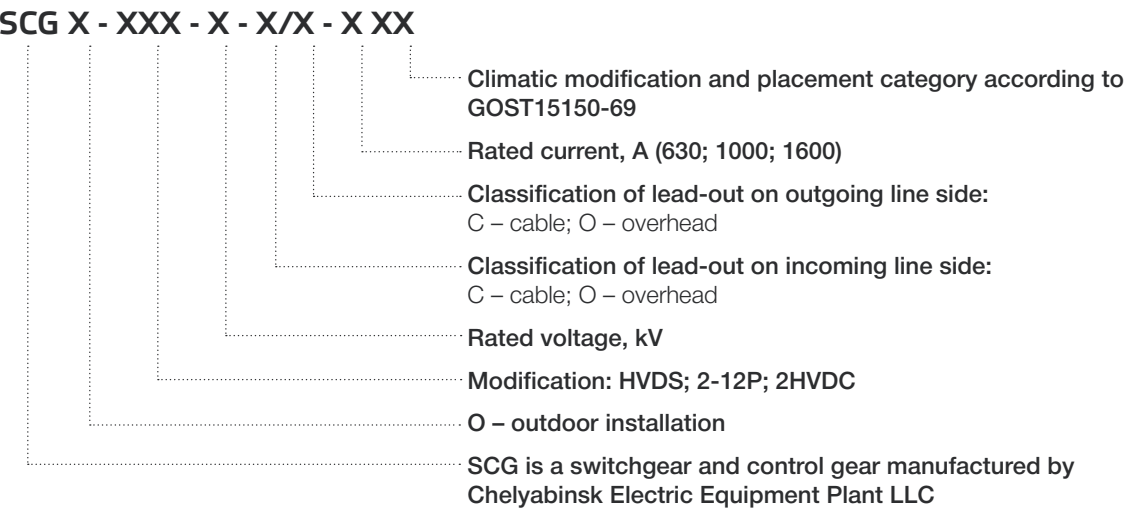 SCG X - XXX - X - X/X - X XX
Climatic modification and placement category according to
GOST15150-69
Rated current, A (630; 1000; 1600)
Classification of lead-out on outgoing line side:
C – cable; O – overhead
Classification of lead-out on incoming line side:
C – cable; O – overhead
Rated voltage, kV
Modification: HVDS; 2-12P; 2HVDC
O – outdoor installation
SCG is a switchgear and control gear manufactured by
Chelyabinsk Electric Equipment Plant LLC